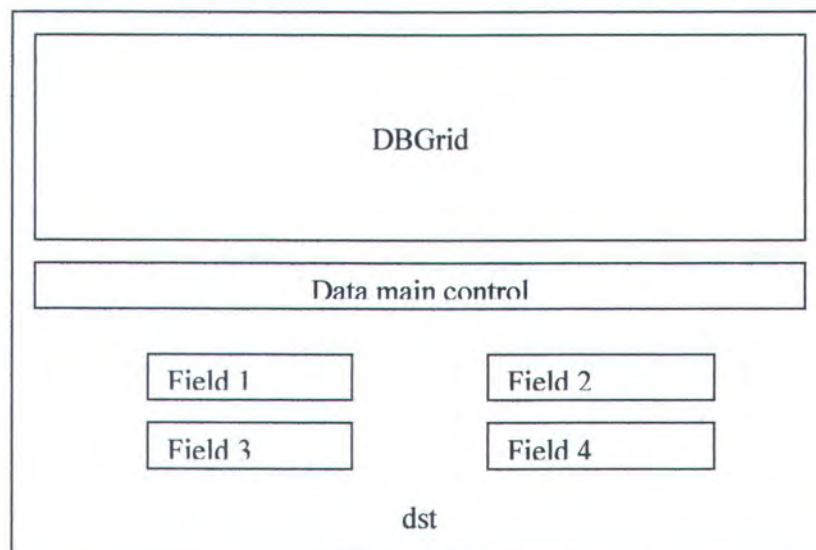 DBGrid
Data main control
Field 1 Field 2
Field 3 Field 4
dst